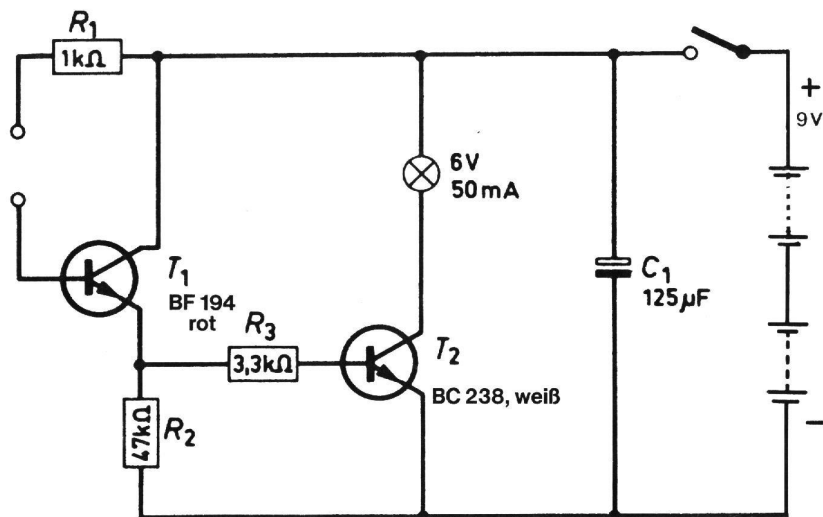 R1
1kΩ
6V
50mA
+
9V
T1
BF 194
rot
R3
3,3kΩ
C1
125µF
T2
BC 238, weiß
47kΩ
R2
−